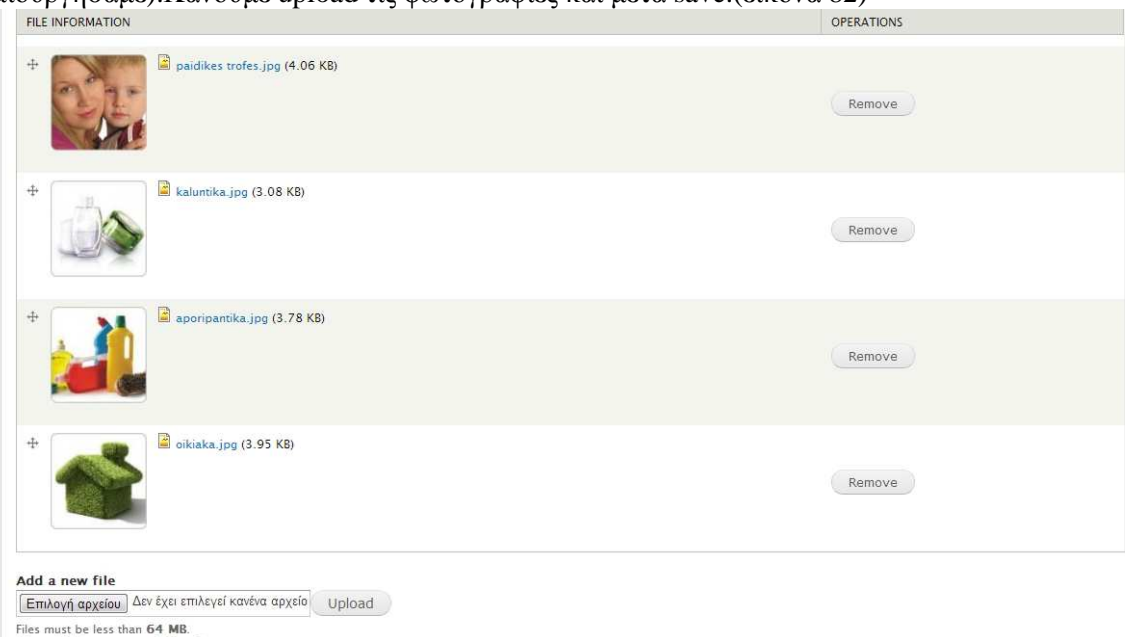 FILE INFORMATION OPERATIONS
paidikes trofes.jpg (4.06 KB)
Remove
kaluntika.jpg (3.08 KB)
Remove
aporipantika.jpg (3.78 KB)
Remove
oikiaka.jpg (3.95 KB)
Remove
Add a new file
Επιλογή αρχείου Δεν έχει επιλεγεί κανένα αρχείο Upload
Files must be less than 64 MB.